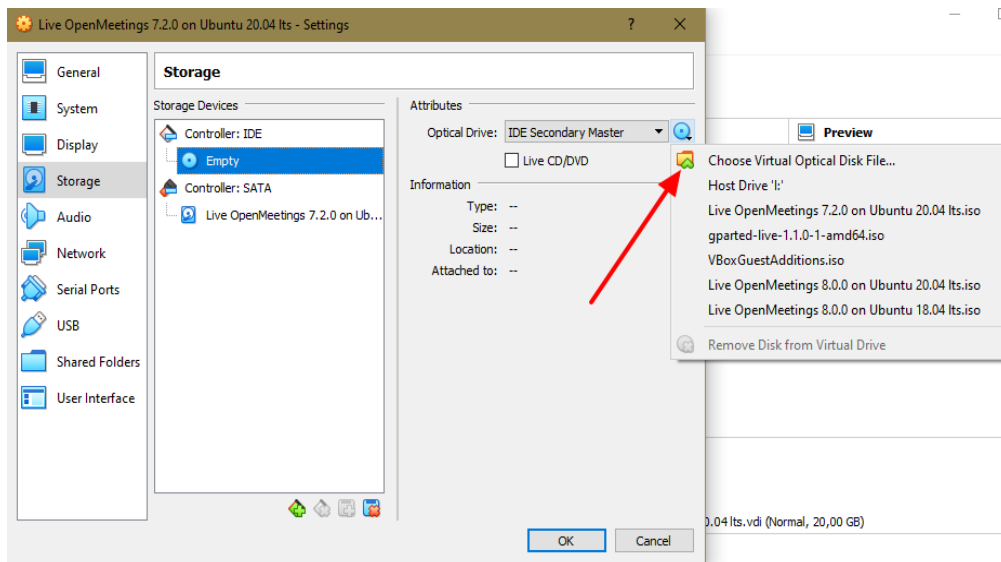 Live OpenMeetings 7.2.0 on Ubuntu 20.04 lts - Settings
?
General
System
Display
Storage
Audio
Network
Serial Ports
USB
Shared Folders
User Interface
Storage
Storage Devices
Controller: IDE
Empty
Controller: SATA
Live OpenMeetings 7.2.0 on Ub...
Attributes
Optical Drive: IDE Secondary Master
Live CD/DVD
Information
Type: --
Size: --
Location: --
Attached to: --
OK Cancel
Preview
Choose Virtual Optical Disk File...
Host Drive 'I:'
Live OpenMeetings 7.2.0 on Ubuntu 20.04 lts.iso
gparted-live-1.1.0-1-amd64.iso
VBoxGuestAdditions.iso
Live OpenMeetings 8.0.0 on Ubuntu 20.04 lts.iso
Live OpenMeetings 8.0.0 on Ubuntu 18.04 lts.iso
Remove Disk from Virtual Drive
0.04 lts.vdi (Normal, 20,00 GB)